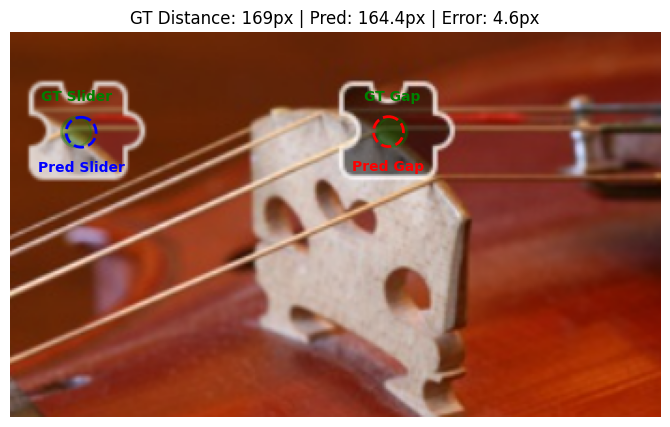 GT Distance: 169px | Pred: 164.4px | Error: 4.6px
GT Slider
GT Gap
Pred Slider
Pred Gap